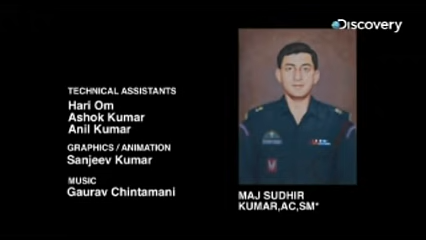 Discovery
TECHNICAL ASSISTANTS
Hari Om
Ashok Kumar
Anil Kumar
GRAPHICS / ANIMATION
Sanjeev Kumar
MUSIC
Gaurav Chintamani
MAJ SUDHIR
KUMAR,AC,SM*